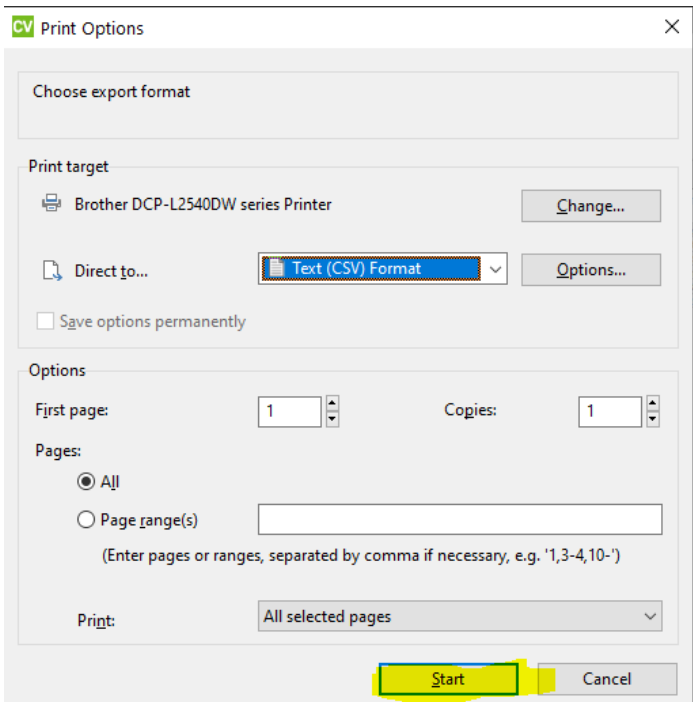 CV Print Options
Choose export format
Print target
Brother DCP-L2540DW series Printer
Change...
Direct to...
Text (CSV) Format
Options...
Save options permanently
Options
First page:
1
Copies:
1
Pages:
All
Page range(s)
(Enter pages or ranges, separated by comma if necessary, e.g. '1,3-4,10-')
Print:
All selected pages
Start
Cancel